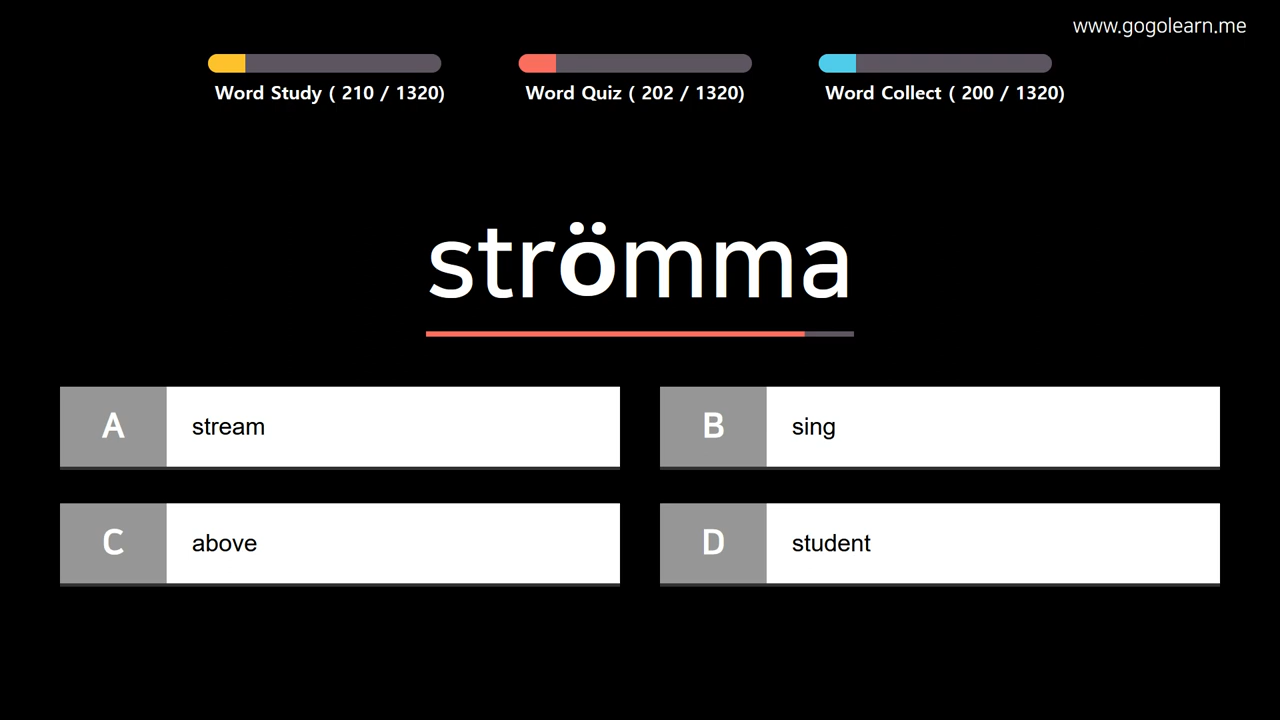 www.gogolearn.me
Word Study ( 210 / 1320)
Word Quiz ( 202 / 1320)
Word Collect ( 200 / 1320)
strömma
A stream
B sing
C above
D student